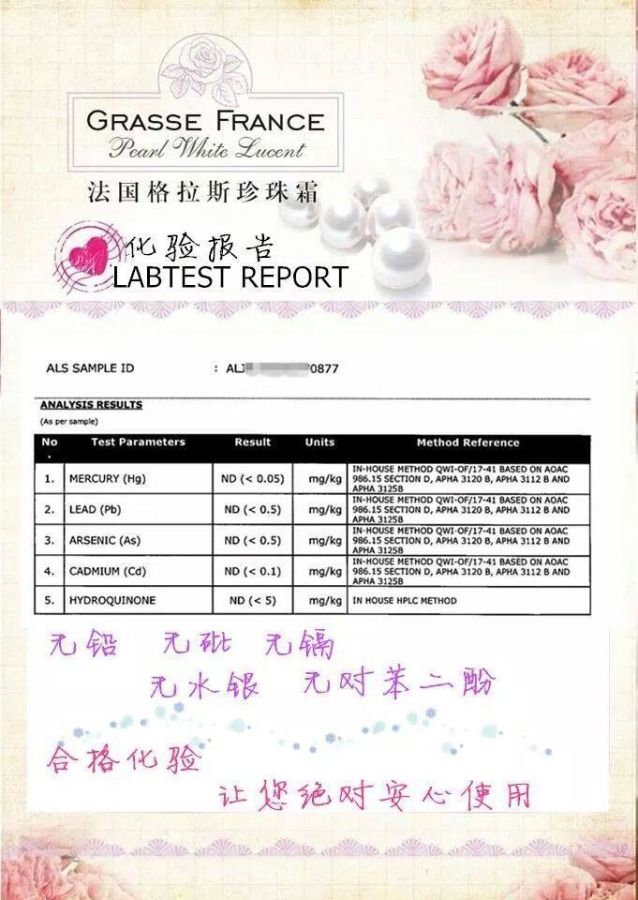 GRASSE FRANCE
Pearl White Lucent
法国格拉斯珍珠霜
化验报告
LABTEST REPORT
ALS SAMPLE ID : ALJ 0877
ANALYSIS RESULTS
(As per sample)
No. Test Parameters Result Units Method Reference
1. MERCURY (Hg) ND (< 0.05) mg/kg IN-HOUSE METHOD QWI-OF/17-41 BASED ON AOAC
986.15 SECTION D, APHA 3120 B, APHA 3112 B AND
APHA 3125B
2. LEAD (Pb) ND (< 0.5) mg/kg IN-HOUSE METHOD QWI-OF/17-41 BASED ON AOAC
986.15 SECTION D, APHA 3120 B, APHA 3112 B AND
APHA 3125B
3. ARSENIC (As) ND (< 0.5) mg/kg IN-HOUSE METHOD QWI-OF/17-41 BASED ON AOAC
986.15 SECTION D, APHA 3120 B, APHA 3112 B AND
APHA 3125B
4. CADMIUM (Cd) ND (< 0.1) mg/kg IN-HOUSE METHOD QWI-OF/17-41 BASED ON AOAC
986.15 SECTION D, APHA 3120 B, APHA 3112 B AND
APHA 3125B
5. HYDROQUINONE ND (< 5) mg/kg IN HOUSE HPLC METHOD
无铅 无砒 无镉
无水银 无对苯二酚
合格化验
让您绝对安心使用